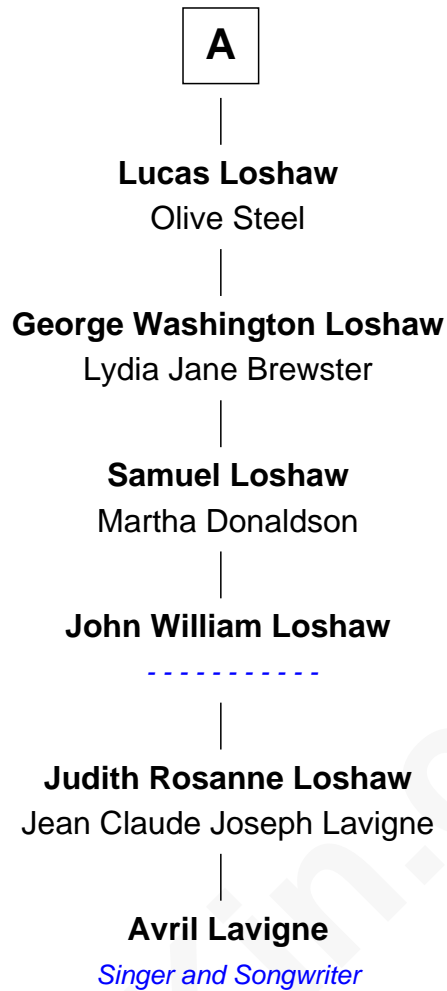 A
Lucas Loshaw
Olive Steel
George Washington Loshaw
Lydia Jane Brewster
Samuel Loshaw
Martha Donaldson
John William Loshaw
- - - - - - - - - - -
Judith Rosanne Loshaw
Jean Claude Joseph Lavigne
Avril Lavigne
Singer and Songwriter